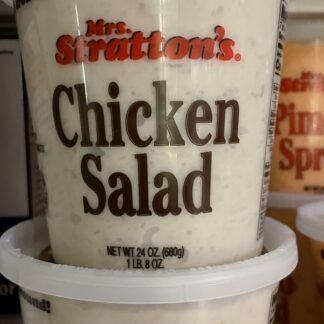 Mrs.
Stratton's.
Chicken
Salad
NET WT 24 OZ. (680g)
1 LB. 8 OZ.